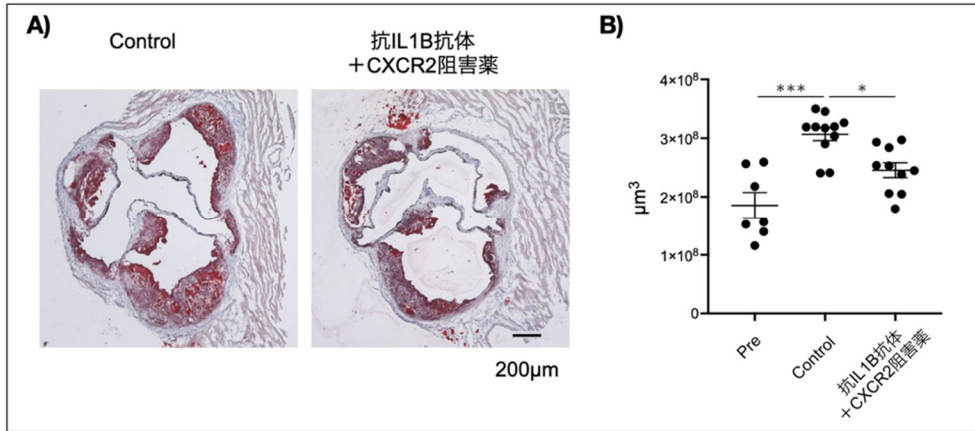 A)
Control
抗IL1B抗体
＋CXCR2阻害薬
200μm
B)
μm³
4×10⁸
3×10⁸
2×10⁸
1×10⁸
0
***
*
Pre
Control
抗IL1B抗体
＋CXCR2阻害薬